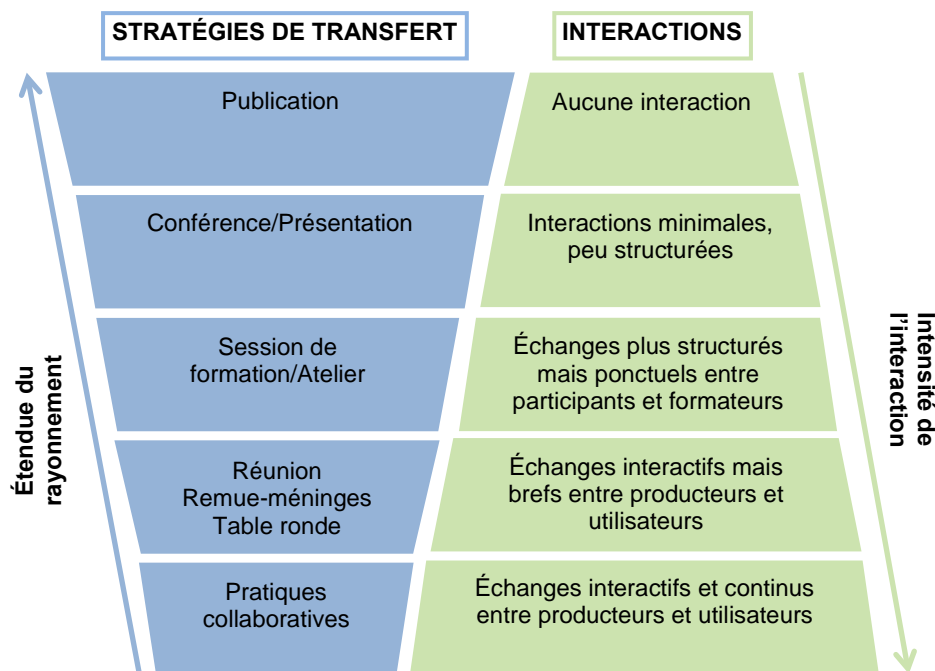 STRATÉGIES DE TRANSFERT
INTERACTIONS
Publication
Aucune interaction
Conférence/Présentation
Interactions minimales,
peu structurées
Session de
formation/Atelier
Échanges plus structurés
mais ponctuels entre
participants et formateurs
Réunion
Remue-méninges
Table ronde
Échanges interactifs mais
brefs entre producteurs et
utilisateurs
Pratiques
collaboratives
Échanges interactifs et continus
entre producteurs et utilisateurs
Étendue du
rayonnement
Intensité de
l’interaction